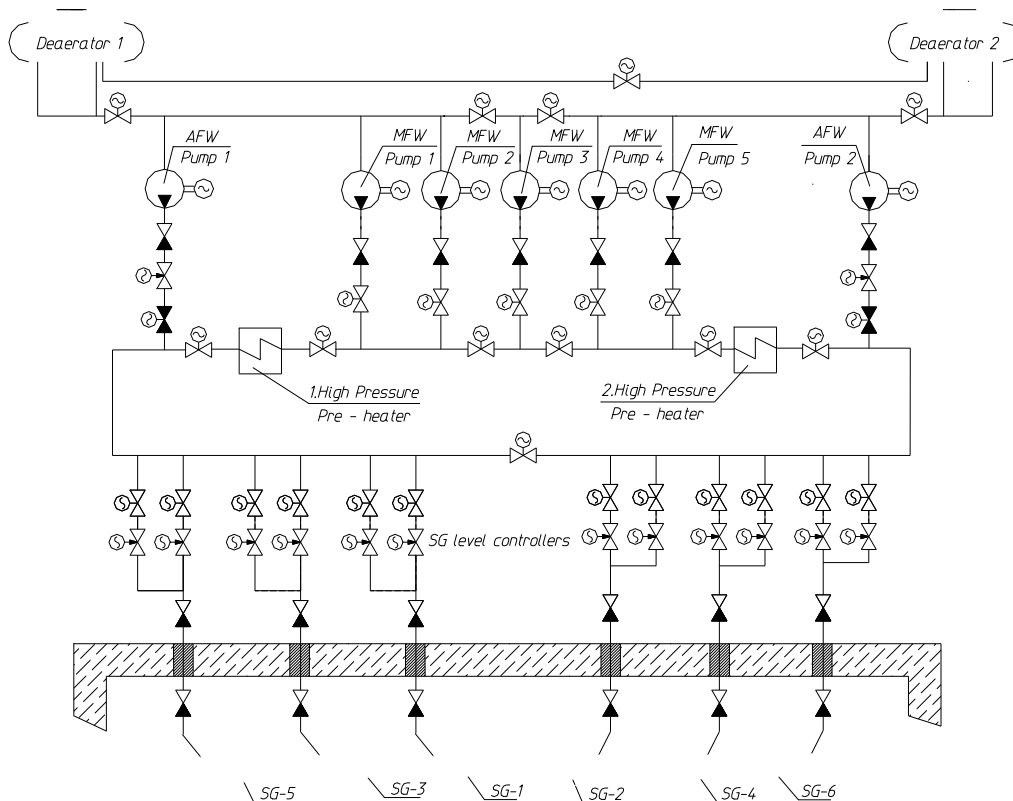 Deaerator 1
Deaerator 2
AFW
Pump 1
MFW
Pump 1
MFW
Pump 2
MFW
Pump 3
MFW
Pump 4
MFW
Pump 5
AFW
Pump 2
1.High Pressure
Pre - heater
2.High Pressure
Pre - heater
SG level controllers
SG-5
SG-3
SG-1
SG-2
SG-4
SG-6